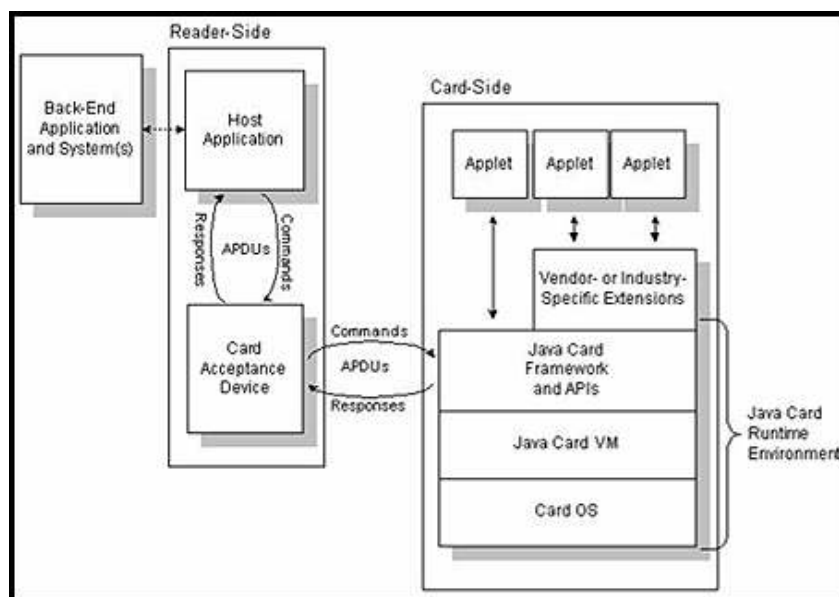 Reader-Side
Back-End
Application
and System(s)
Host
Application
Responses
APDUs
Commands
Card
Acceptance
Device
Commands
APDUs
Responses
Card-Side
Applet
Applet
Applet
Vendor- or Industry-
Specific Extensions
Java Card
Framework
and APIs
Java Card VM
Card OS
Java Card
Runtime
Environment